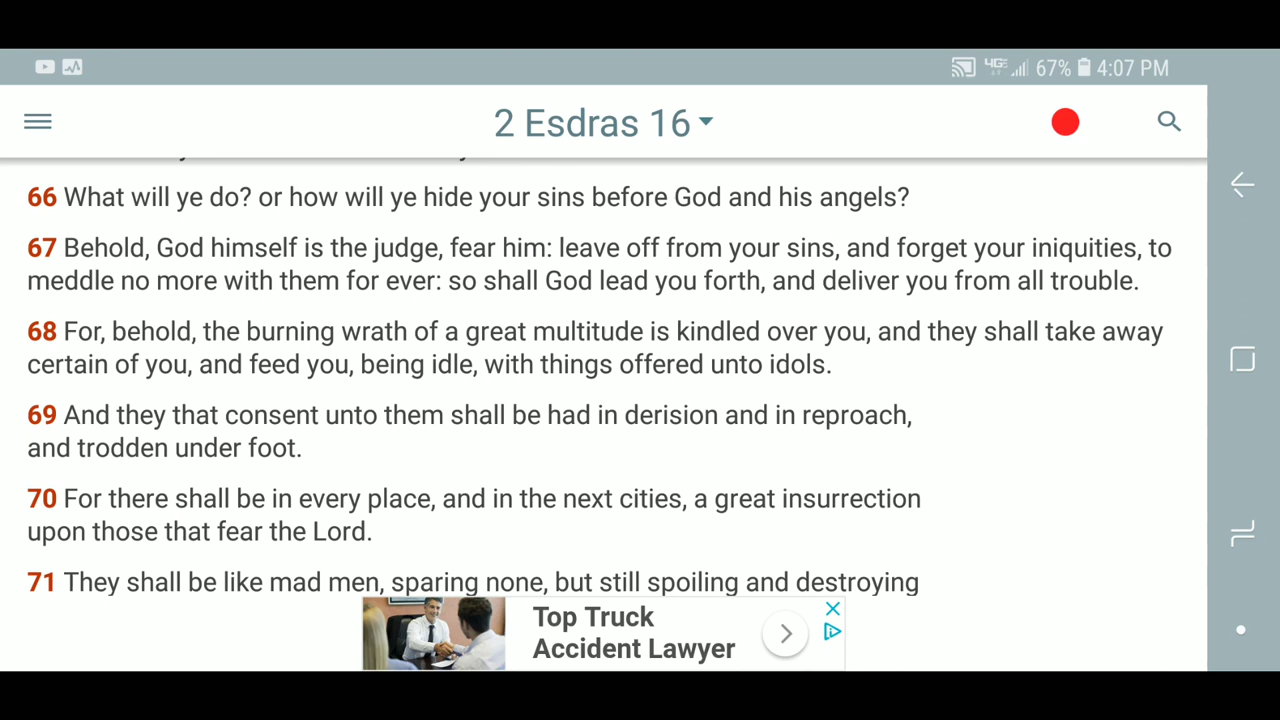 4GE 67% 4:07 PM
2 Esdras 16
66 What will ye do? or how will ye hide your sins before God and his angels?
67 Behold, God himself is the judge, fear him: leave off from your sins, and forget your iniquities, to
meddle no more with them for ever: so shall God lead you forth, and deliver you from all trouble.
68 For, behold, the burning wrath of a great multitude is kindled over you, and they shall take away
certain of you, and feed you, being idle, with things offered unto idols.
69 And they that consent unto them shall be had in derision and in reproach,
and trodden under foot.
70 For there shall be in every place, and in the next cities, a great insurrection
upon those that fear the Lord.
71 They shall be like mad men, sparing none, but still spoiling and destroying
Top Truck
Accident Lawyer